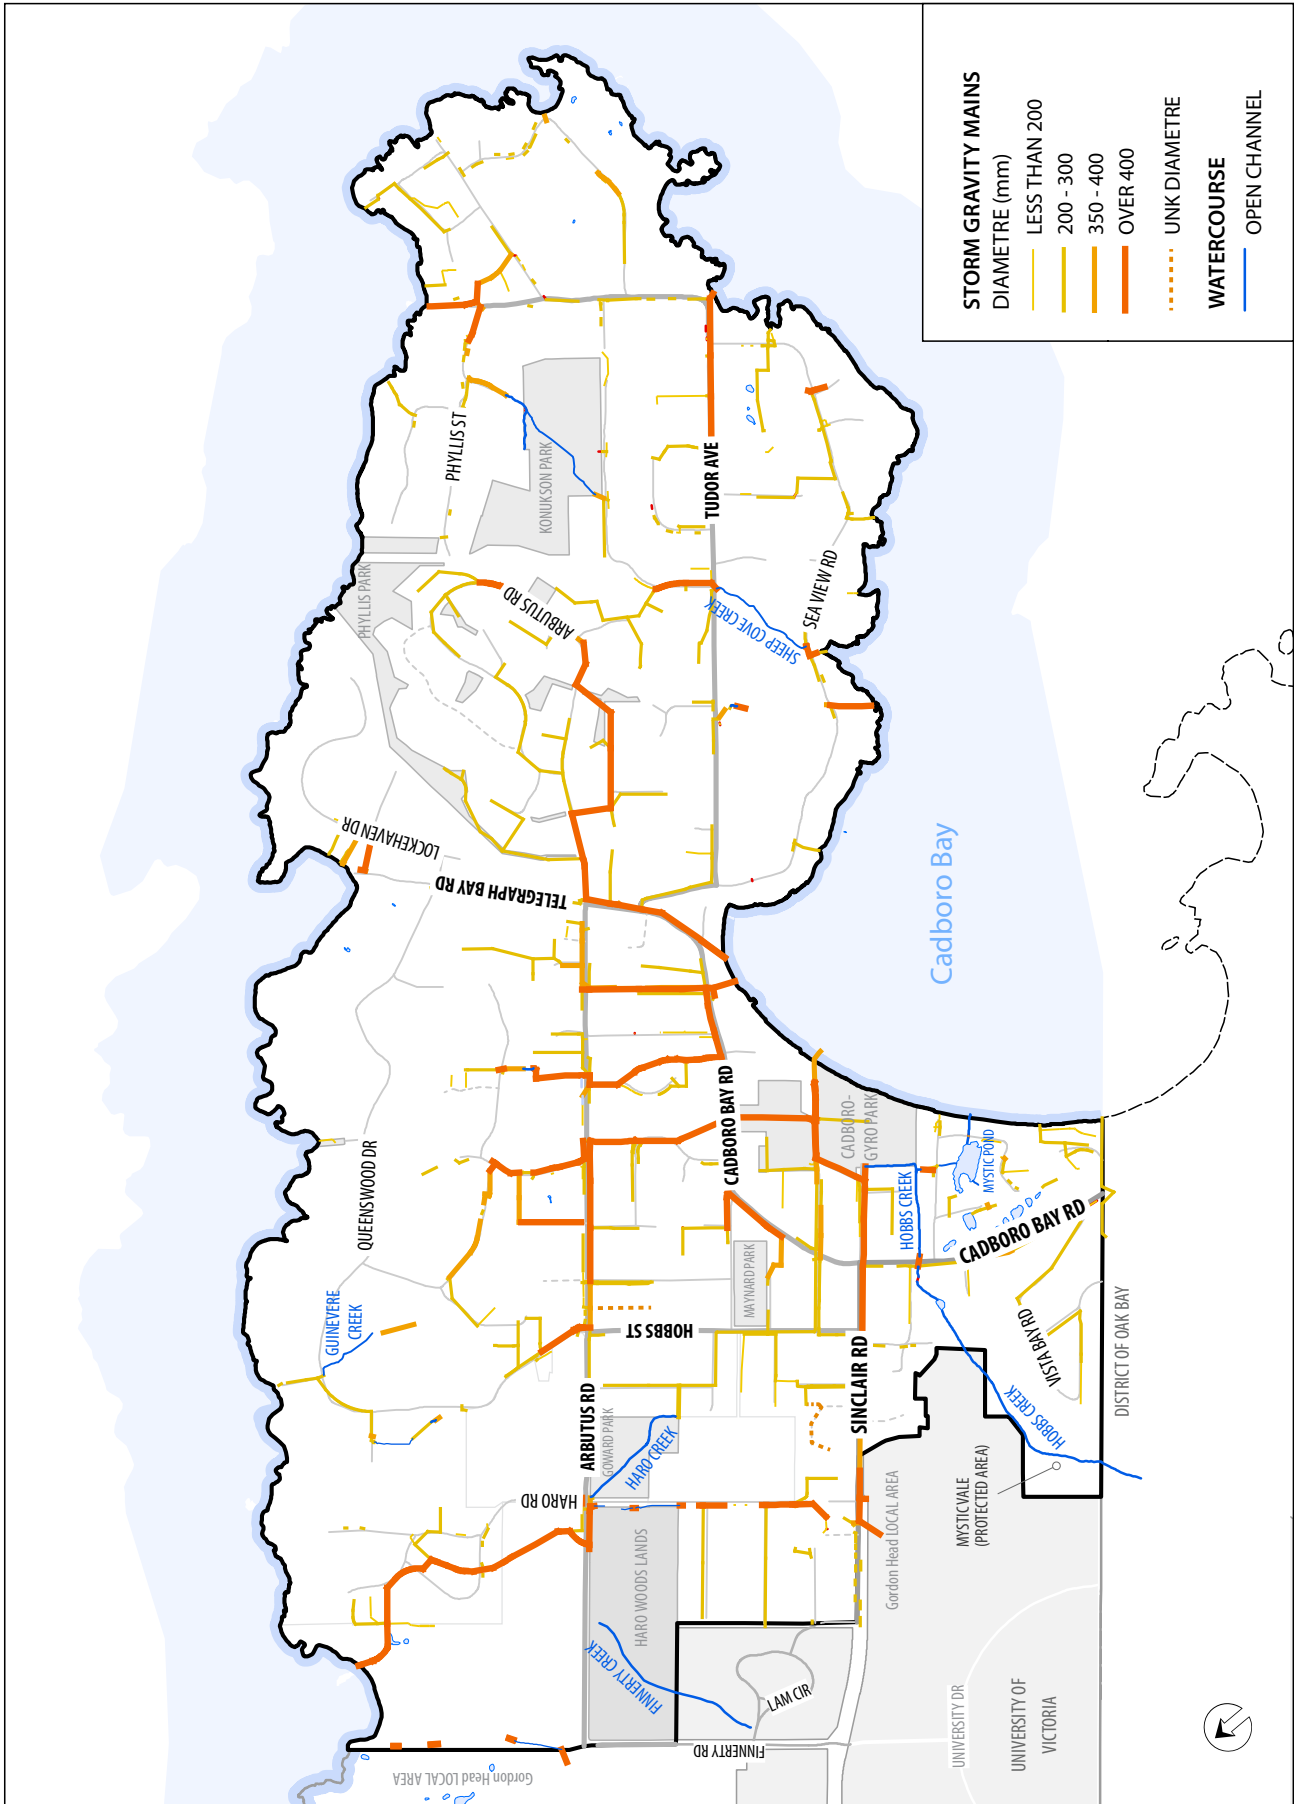 STORM GRAVITY MAINS
DIAMETRE (mm)
LESS THAN 200
200 - 300
350 - 400
OVER 400
UNK DIAMETRE
WATERCOURSE
OPEN CHANNEL
PHYLLIS ST
KONUKSON PARK
TUDOR AVE
PHYLLIS PARK
ARBUTUS RD
SHEEP COVE CREEK
SEA VIEW RD
LOCKEHAVEN DR
TELEGRAPH BAY RD
Cadboro Bay
QUEENSWOOD DR
CADBORO BAY RD
CADBORO-
GYRO PARK
MYSTIC POND
HOBBS CREEK
CADBORO BAY RD
MAYNARD PARK
GUINEVERE
CREEK
HOBBS ST
VISTA BAY RD
DISTRICT OF OAK BAY
ARBUTUS RD
GOWARD PARK
HARO CREEK
SINCLAIR RD
HOBBS CREEK
MYSTIC VALE
(PROTECTED AREA)
HARO RD
Gordon Head LOCAL AREA
HARO WOODS LANDS
FINNERTY CREEK
LAM CIR
FINNERTY RD
UNIVERSITY DR
UNIVERSITY OF
VICTORIA
Gordon Head LOCAL AREA